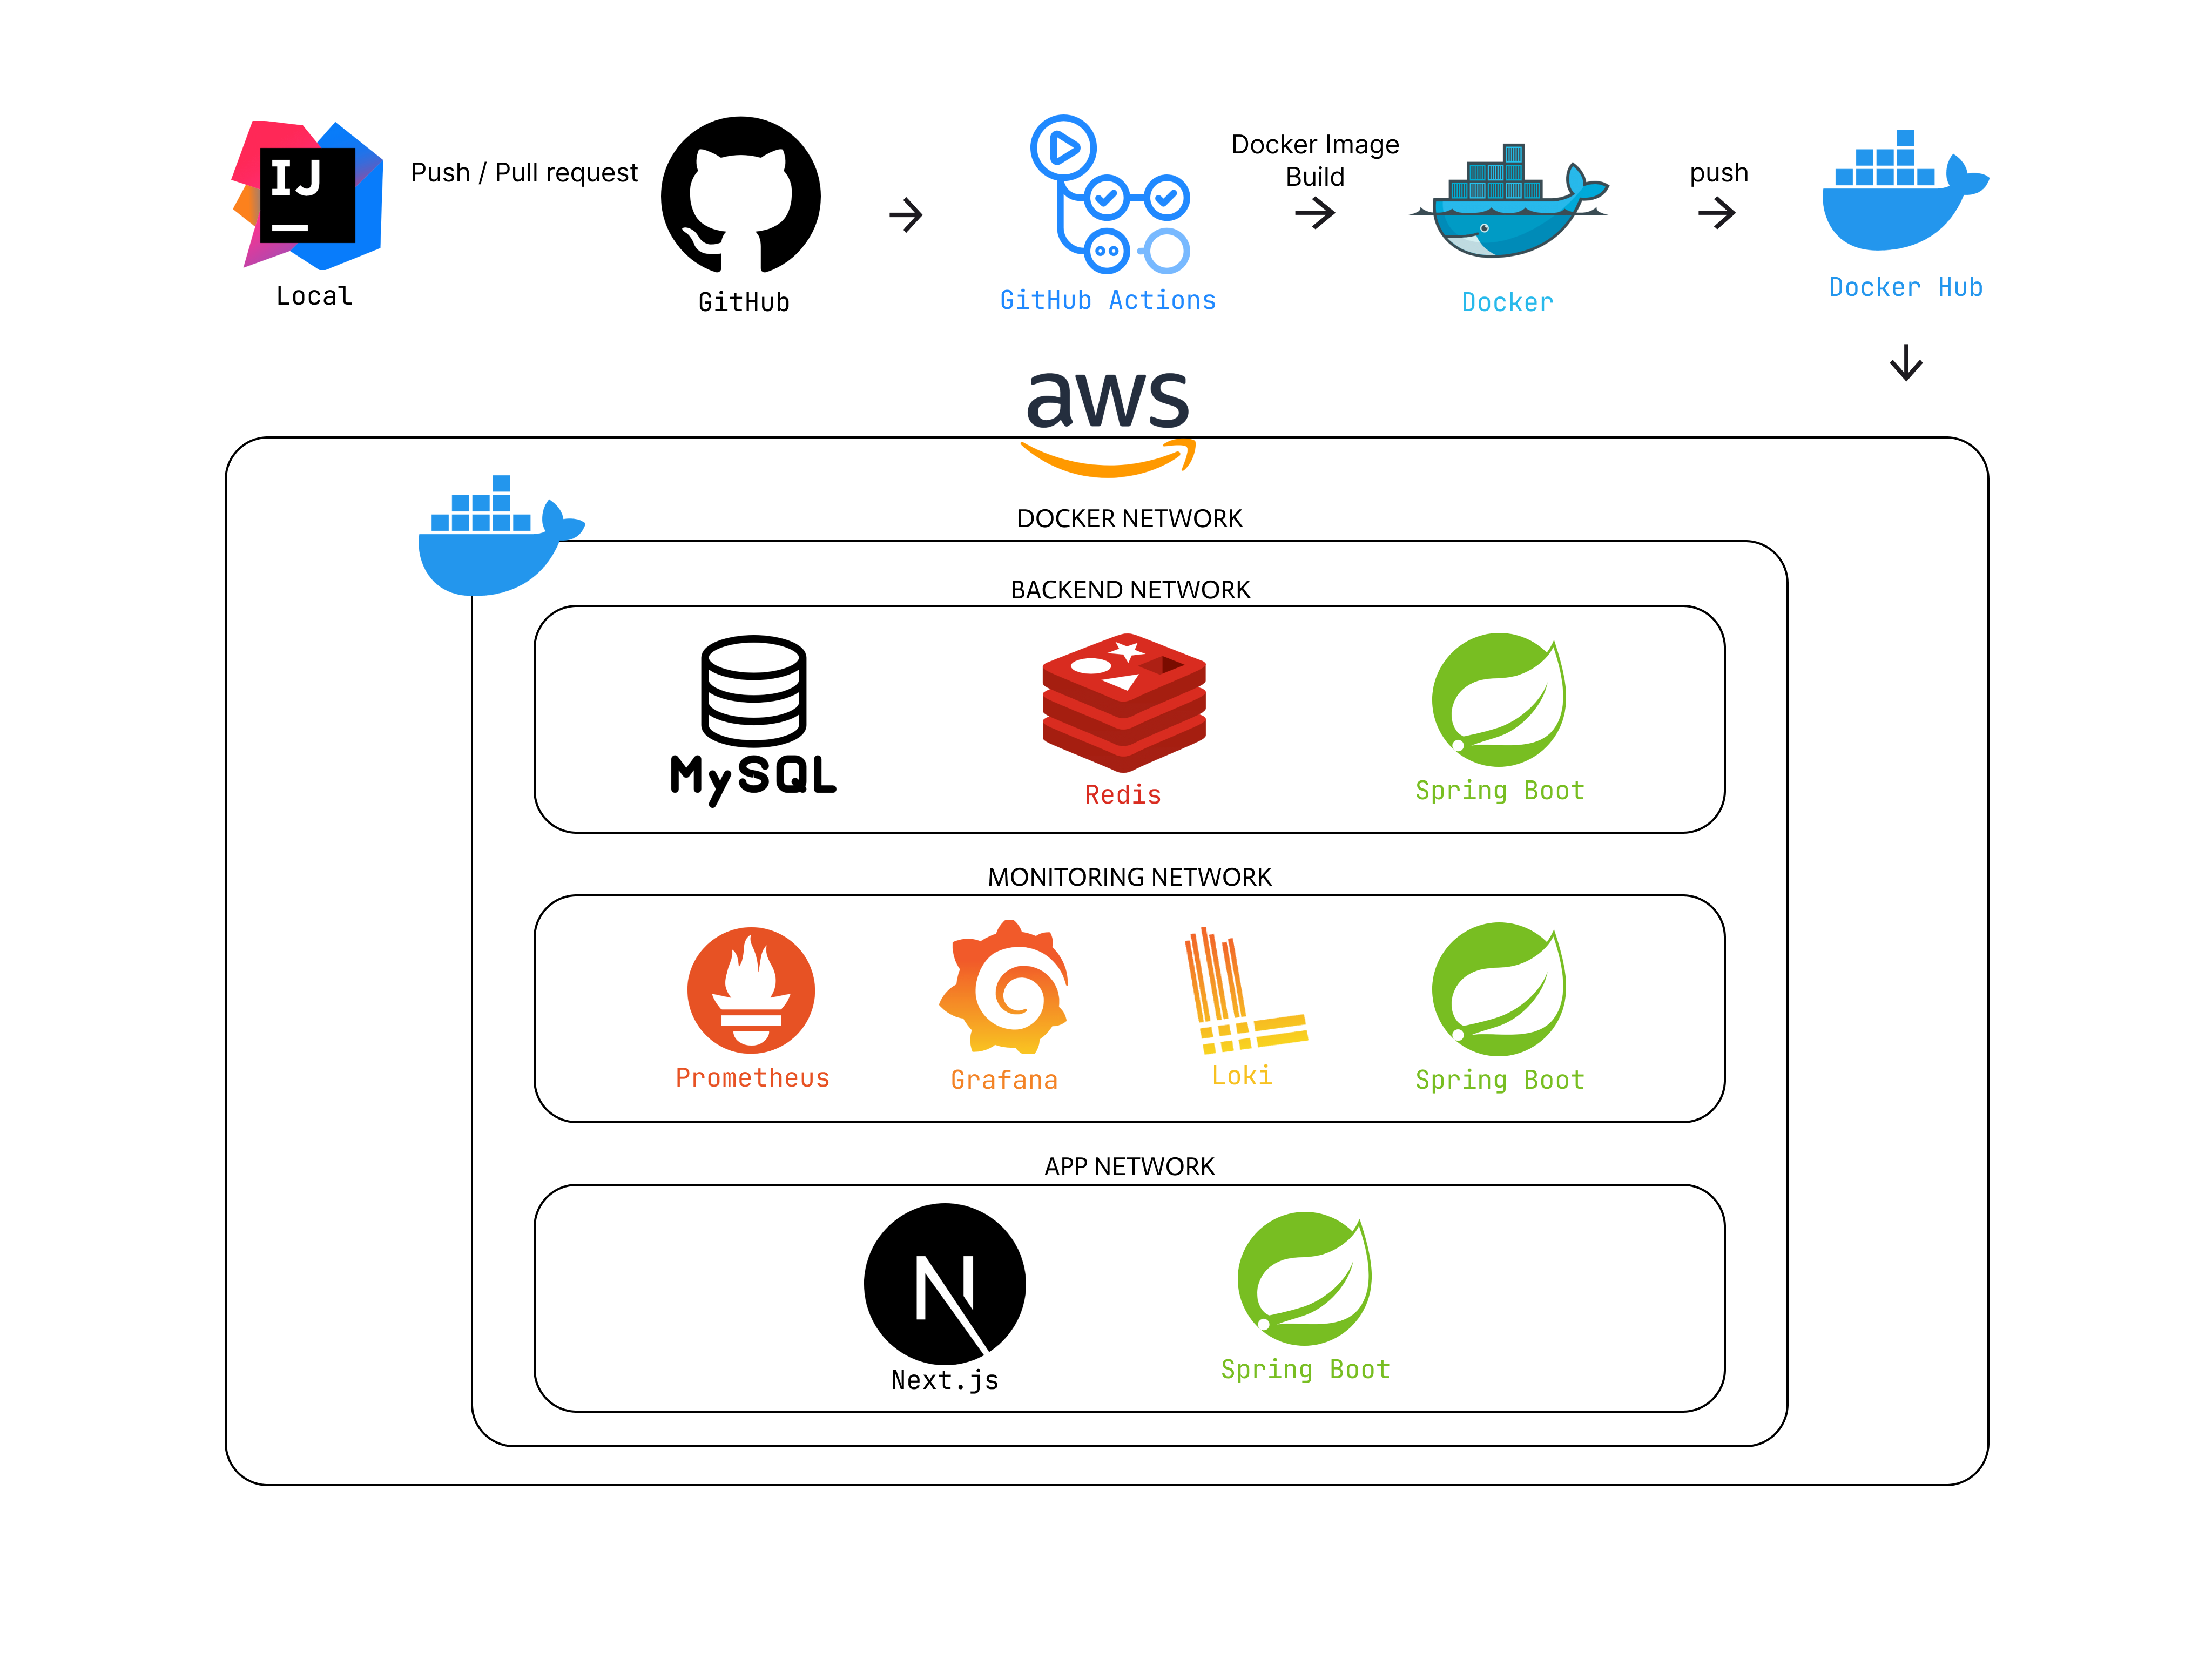 IJ
Push / Pull request
Local
GitHub
GitHub Actions
Docker Image
Build
Docker
push
Docker Hub
aws
DOCKER NETWORK
BACKEND NETWORK
MySQL
Redis
Spring Boot
MONITORING NETWORK
Prometheus
Grafana
Loki
Spring Boot
APP NETWORK
N
Next.js
Spring Boot